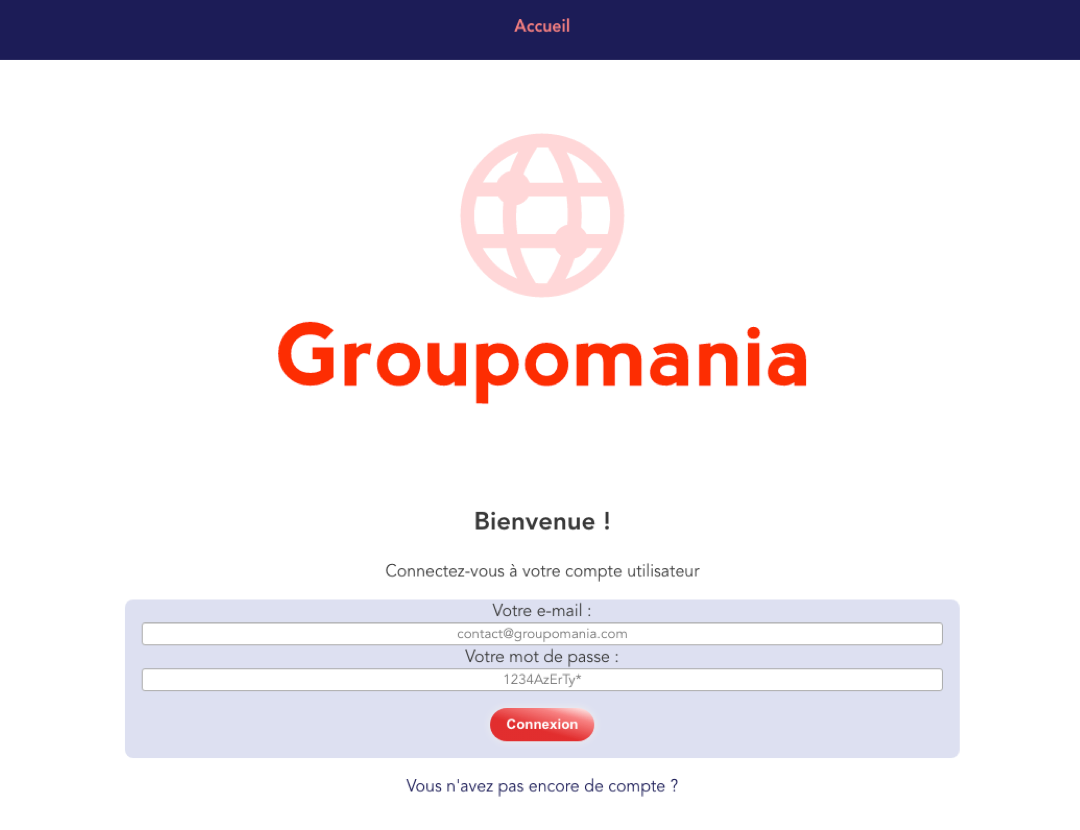 Accueil
Groupomania
Bienvenue !
Connectez-vous à votre compte utilisateur
Votre e-mail :
contact@groupomania.com
Votre mot de passe :
1234AzErTy*
Connexion
Vous n'avez pas encore de compte ?